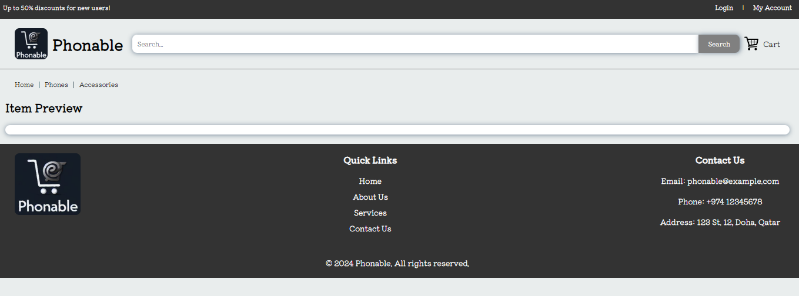 Up to 50% discounts for new users!
Login | My Account
Phonable
Phonable
Search...
Search
Cart
Home | Phones | Accessories
Item Preview
Phonable
Quick Links
Home
About Us
Services
Contact Us
Contact Us
Email: phonable@example.com
Phone: +974 12345678
Address: 123 St, 12, Doha, Qatar
© 2024 Phonable. All rights reserved.